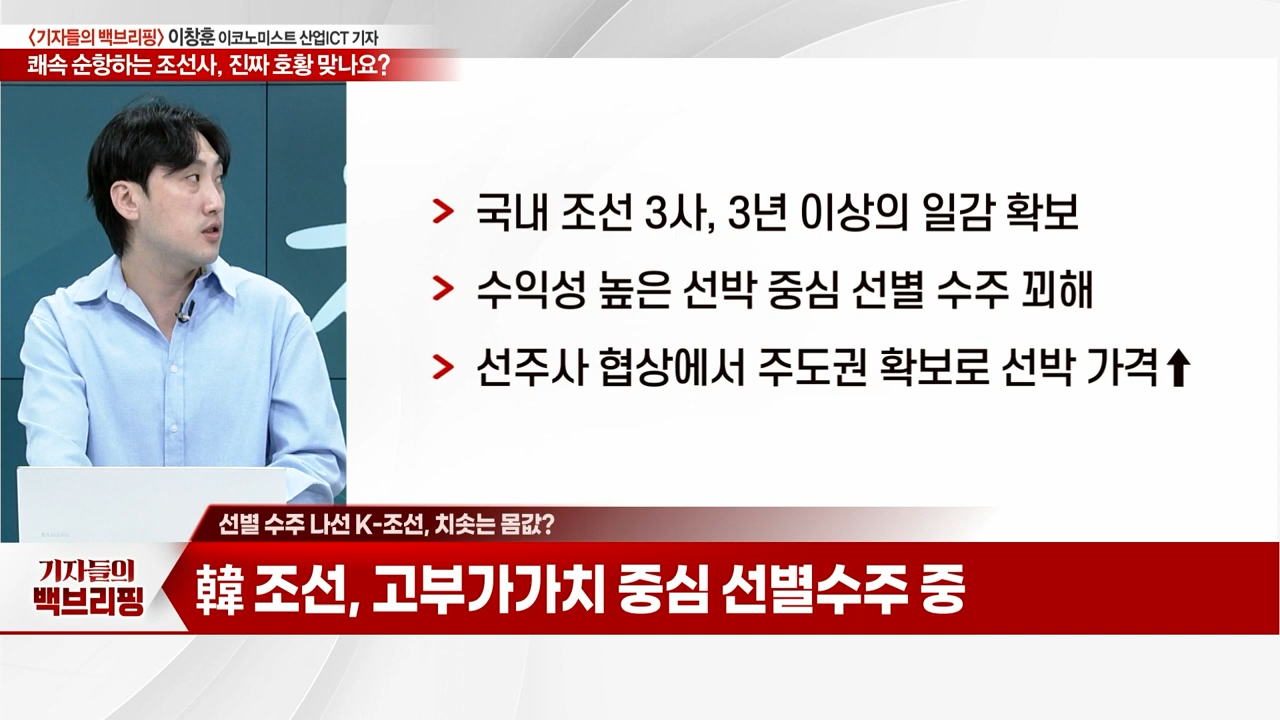 <기자들의 백브리핑> 이창훈 이코노미스트 산업ICT 기자
쾌속 순항하는 조선사, 진짜 호황 맞나요?
> 국내 조선 3사, 3년 이상의 일감 확보
> 수익성 높은 선박 중심 선별 수주 꾀해
> 선주사 협상에서 주도권 확보로 선박 가격⬆
선별 수주 나선 K-조선, 치솟는 몸값?
기자들의
백브리핑
韓 조선, 고부가가치 중심 선별수주 중